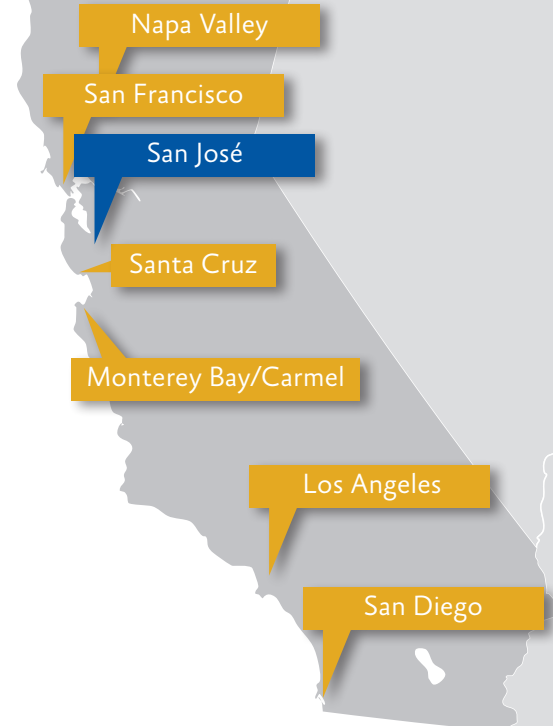 Napa Valley
San Francisco
San José
Santa Cruz
Monterey Bay/Carmel
Los Angeles
San Diego